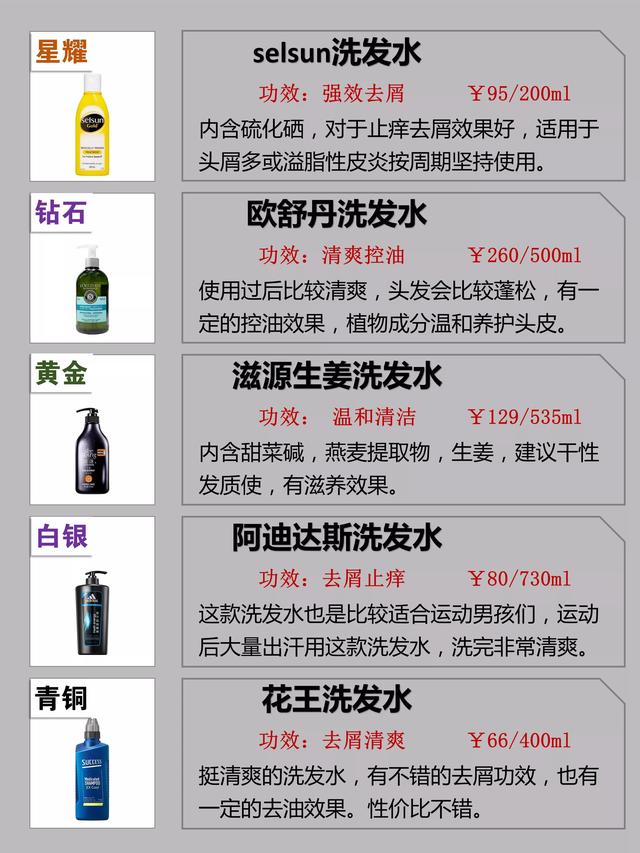 星耀
selsun洗发水
功效：强效去屑 ￥95/200ml
selsun
Gold
内含硫化硒，对于止痒去屑效果好，适用于
头屑多或溢脂性皮炎按周期坚持使用。
钻石
欧舒丹洗发水
功效：清爽控油 ￥260/500ml
使用过后比较清爽，头发会比较蓬松，有一
定的控油效果，植物成分温和养护头皮。
黄金
滋源生姜洗发水
功效： 温和清洁 ￥129/535ml
内含甜菜碱，燕麦提取物，生姜，建议干性
发质使，有滋养效果。
白银
阿迪达斯洗发水
功效：去屑止痒 ￥80/730ml
adidas
这款洗发水也是比较适合运动男孩们，运动
后大量出汗用这款洗发水，洗完非常清爽。
青铜
花王洗发水
功效：去屑清爽 ￥66/400ml
SUCCESS
Medicated
SHAMPOO
EX Cool
挺清爽的洗发水，有不错的去屑功效，也有
一定的去油效果。性价比不错。